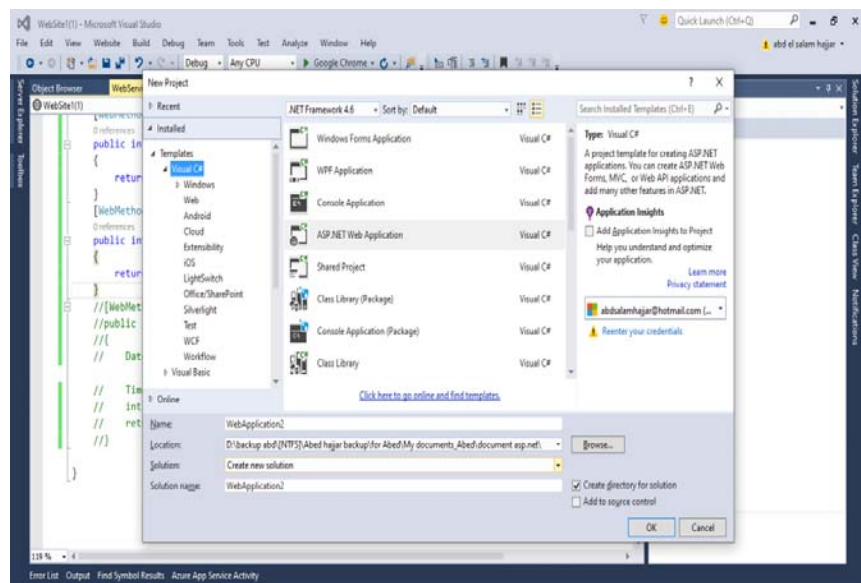 WebSite1(1) - Microsoft Visual Studio
Quick Launch (Ctrl+Q)
File Edit View Website Build Debug Team Tools Test Analyze Window Help
abd el salam hajjar
Debug Any CPU Google Chrome
Server Explorer
Toolbox
Object Browser
WebServi
WebSite1(1)
[WebMetho
0 references
public in
{
retur
}
[WebMetho
0 references
public in
{
retur
}
//[WebMet
//public
//{
// Dat
// Tim
// int
// ret
//}
}
119 %
New Project
? X
Recent
Installed
Templates
Visual C#
Windows
Web
Android
Cloud
Extensibility
iOS
LightSwitch
Office/SharePoint
Silverlight
Test
WCF
Workflow
Visual Basic
Online
.NET Framework 4.6 Sort by: Default
Windows Forms Application Visual C#
WPF Application Visual C#
Console Application Visual C#
ASP.NET Web Application Visual C#
Shared Project Visual C#
Class Library (Package) Visual C#
Console Application (Package) Visual C#
Class Library Visual C#
Click here to go online and find templates.
Search Installed Templates (Ctrl+E)
Type: Visual C#
A project template for creating ASP.NET
applications. You can create ASP.NET Web
Forms, MVC, or Web API applications and
add many other features in ASP.NET.
Application Insights
Add Application Insights to Project
Help you understand and optimize
your application.
Learn more
Privacy statement
abdsalamhajjar@hotmail.com (...
Reenter your credentials
Name: WebApplication2
Location: D:\backup abd\[NTFS]\Abed hajjar backup\for Abed\My documents_Abed\document asp.net\
Browse...
Solution: Create new solution
Solution name: WebApplication2
Create directory for solution
Add to source control
OK Cancel
Solution Explorer
Team Explorer
Class View
Notifications
Error List Output Find Symbol Results Azure App Service Activity